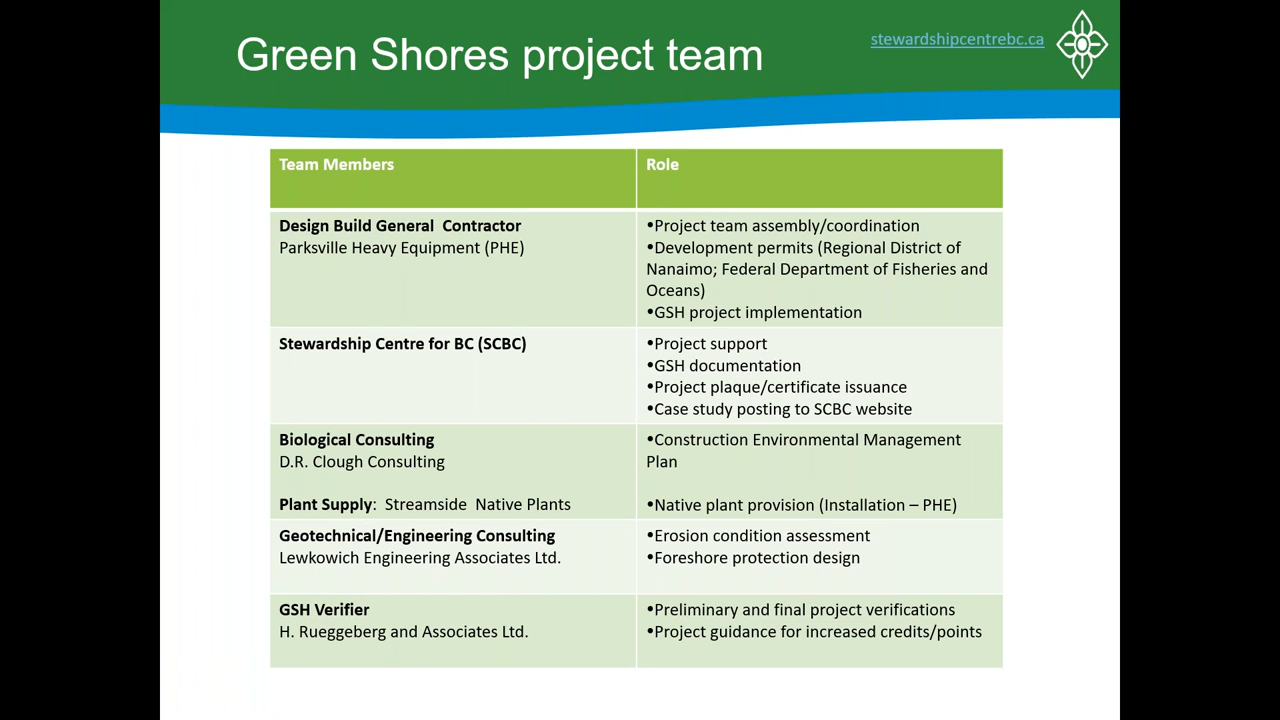 Green Shores project team
stewardshipcentrebc.ca
Team Members
Role
Design Build General  Contractor
Parksville Heavy Equipment (PHE)
•Project team assembly/coordination
•Development permits (Regional District of
Nanaimo; Federal Department of Fisheries and
Oceans)
•GSH project implementation
Stewardship Centre for BC (SCBC)
•Project support
•GSH documentation
•Project plaque/certificate issuance
•Case study posting to SCBC website
Biological Consulting
D.R. Clough Consulting
Plant Supply:  Streamside  Native Plants
•Construction Environmental Management
Plan
•Native plant provision (Installation – PHE)
Geotechnical/Engineering Consulting
Lewkowich Engineering Associates Ltd.
•Erosion condition assessment
•Foreshore protection design
GSH Verifier
H. Rueggeberg and Associates Ltd.
•Preliminary and final project verifications
•Project guidance for increased credits/points